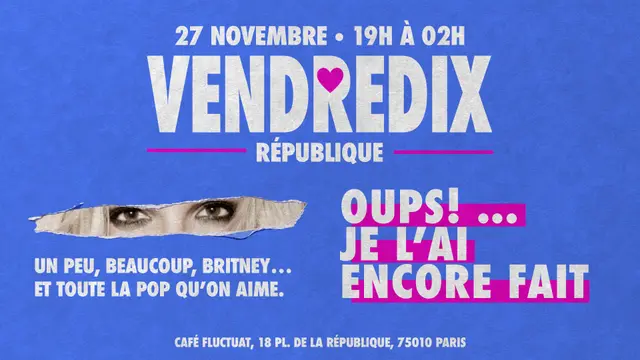 27 NOVEMBRE • 19H À 02H
VENDREDIX
RÉPUBLIQUE
UN PEU, BEAUCOUP, BRITNEY...
ET TOUTE LA POP QU'ON AIME.
OUPS! ...
JE L'AI
ENCORE FAIT
CAFÉ FLUCTUAT, 18 PL. DE LA RÉPUBLIQUE, 75010 PARIS